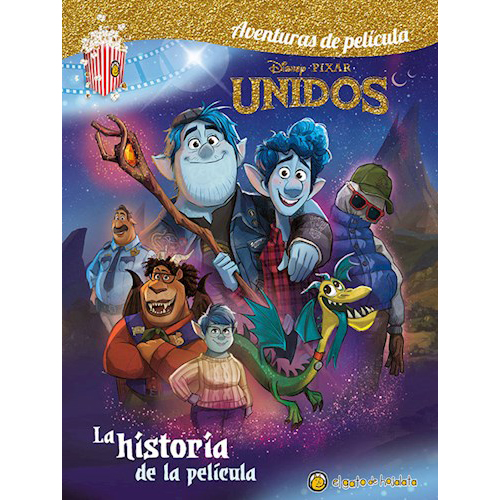 Aventuras de película
Disney · PIXAR
UNIDOS
La
historia
de la película
el gato de hojalata